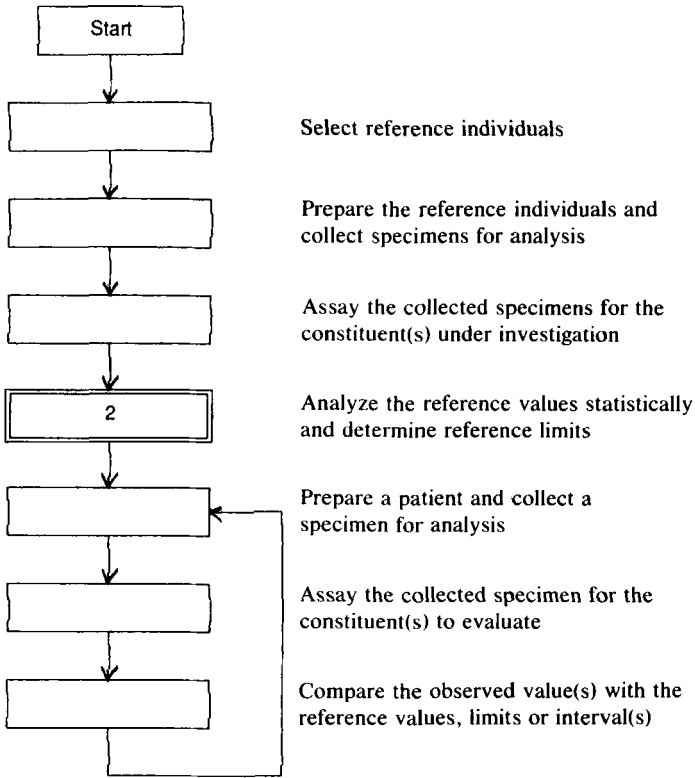 Start
Select reference individuals
Prepare the reference individuals and
collect specimens for analysis
Assay the collected specimens for the
constituent(s) under investigation
2
Analyze the reference values statistically
and determine reference limits
Prepare a patient and collect a
specimen for analysis
Assay the collected specimen for the
constituent(s) to evaluate
Compare the observed value(s) with the
reference values, limits or interval(s)